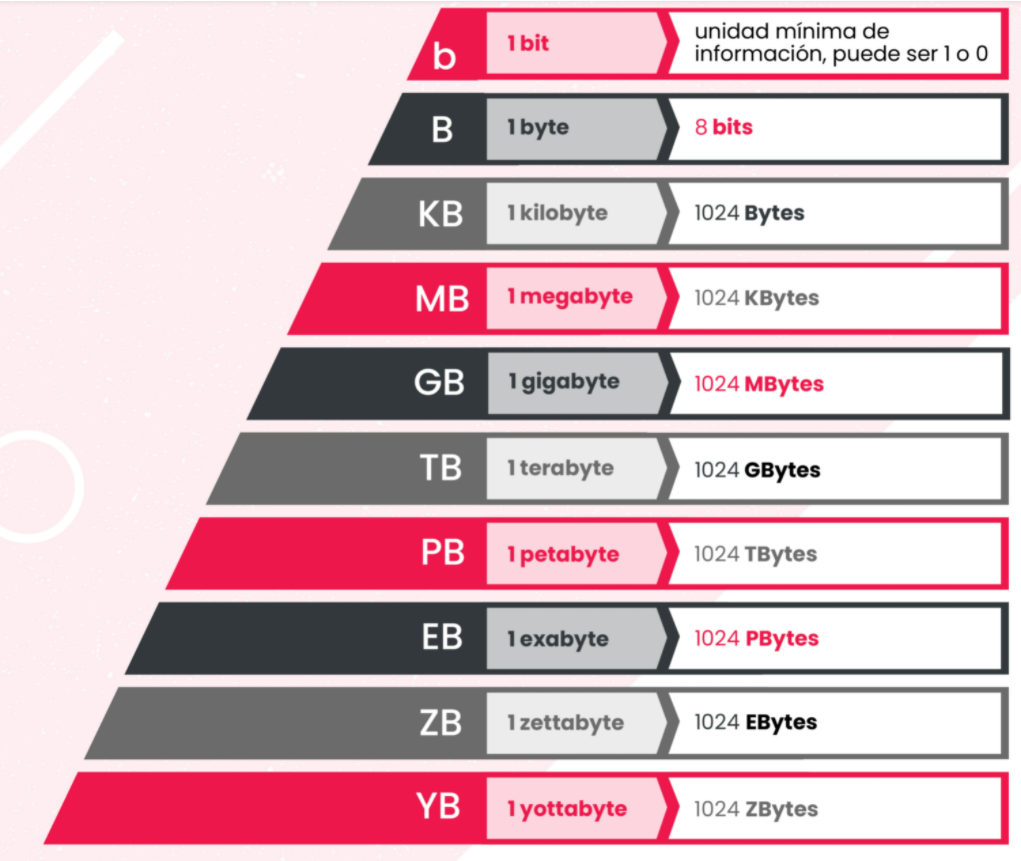 b
1 bit
unidad mínima de
información, puede ser 1 o 0
B
1 byte
8 bits
KB
1 kilobyte
1024 Bytes
MB
1 megabyte
1024 KBytes
GB
1 gigabyte
1024 MBytes
TB
1 terabyte
1024 GBytes
PB
1 petabyte
1024 TBytes
EB
1 exabyte
1024 PBytes
ZB
1 zettabyte
1024 EBytes
YB
1 yottabyte
1024 ZBytes